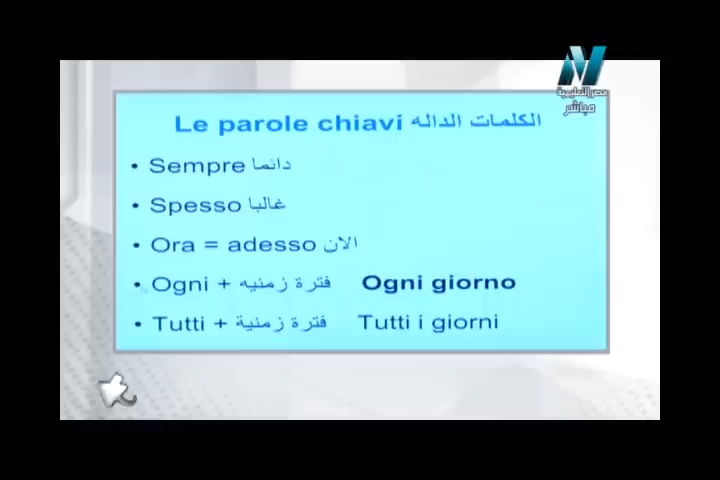 مصر التعليمية
مباشر
Le parole chiavi الكلمات الداله
• Sempre دائما
• Spesso غالبا
• Ora = adesso الان
• Ogni + فترة زمنيه Ogni giorno
• Tutti + فترة زمنية Tutti i giorni